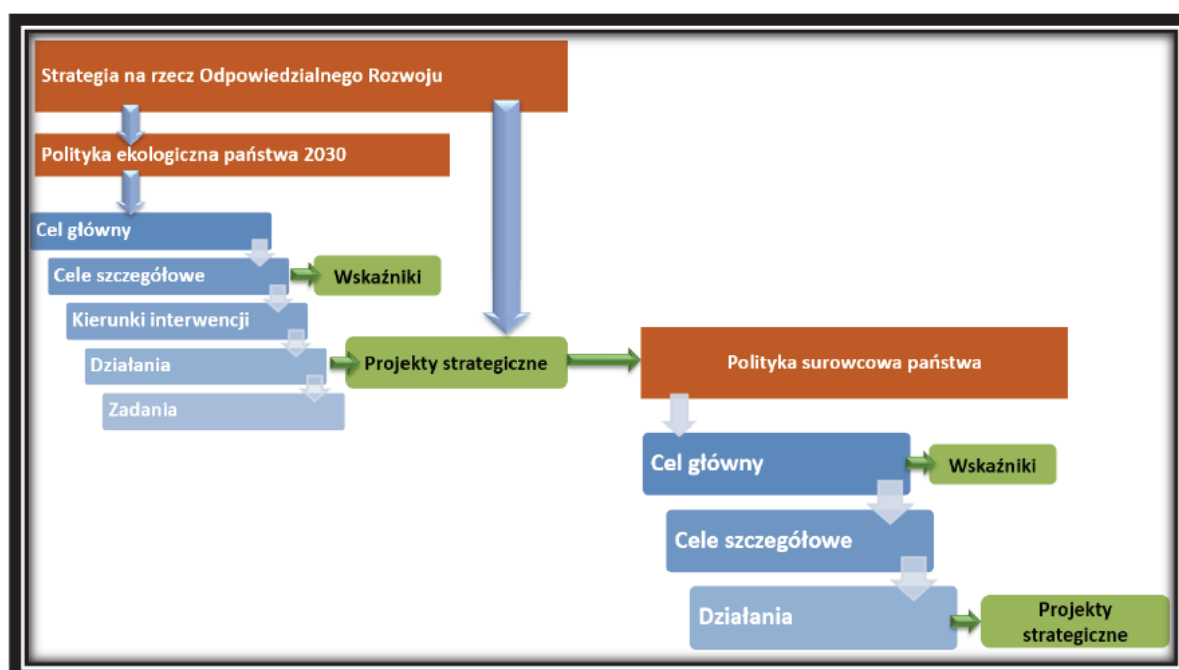 Strategia na rzecz Odpowiedzialnego Rozwoju
Polityka ekologiczna państwa 2030
Cel główny
Cele szczegółowe
Wskaźniki
Kierunki interwencji
Działania
Projekty strategiczne
Zadania
Polityka surowcowa państwa
Cel główny
Wskaźniki
Cele szczegółowe
Działania
Projekty
strategiczne